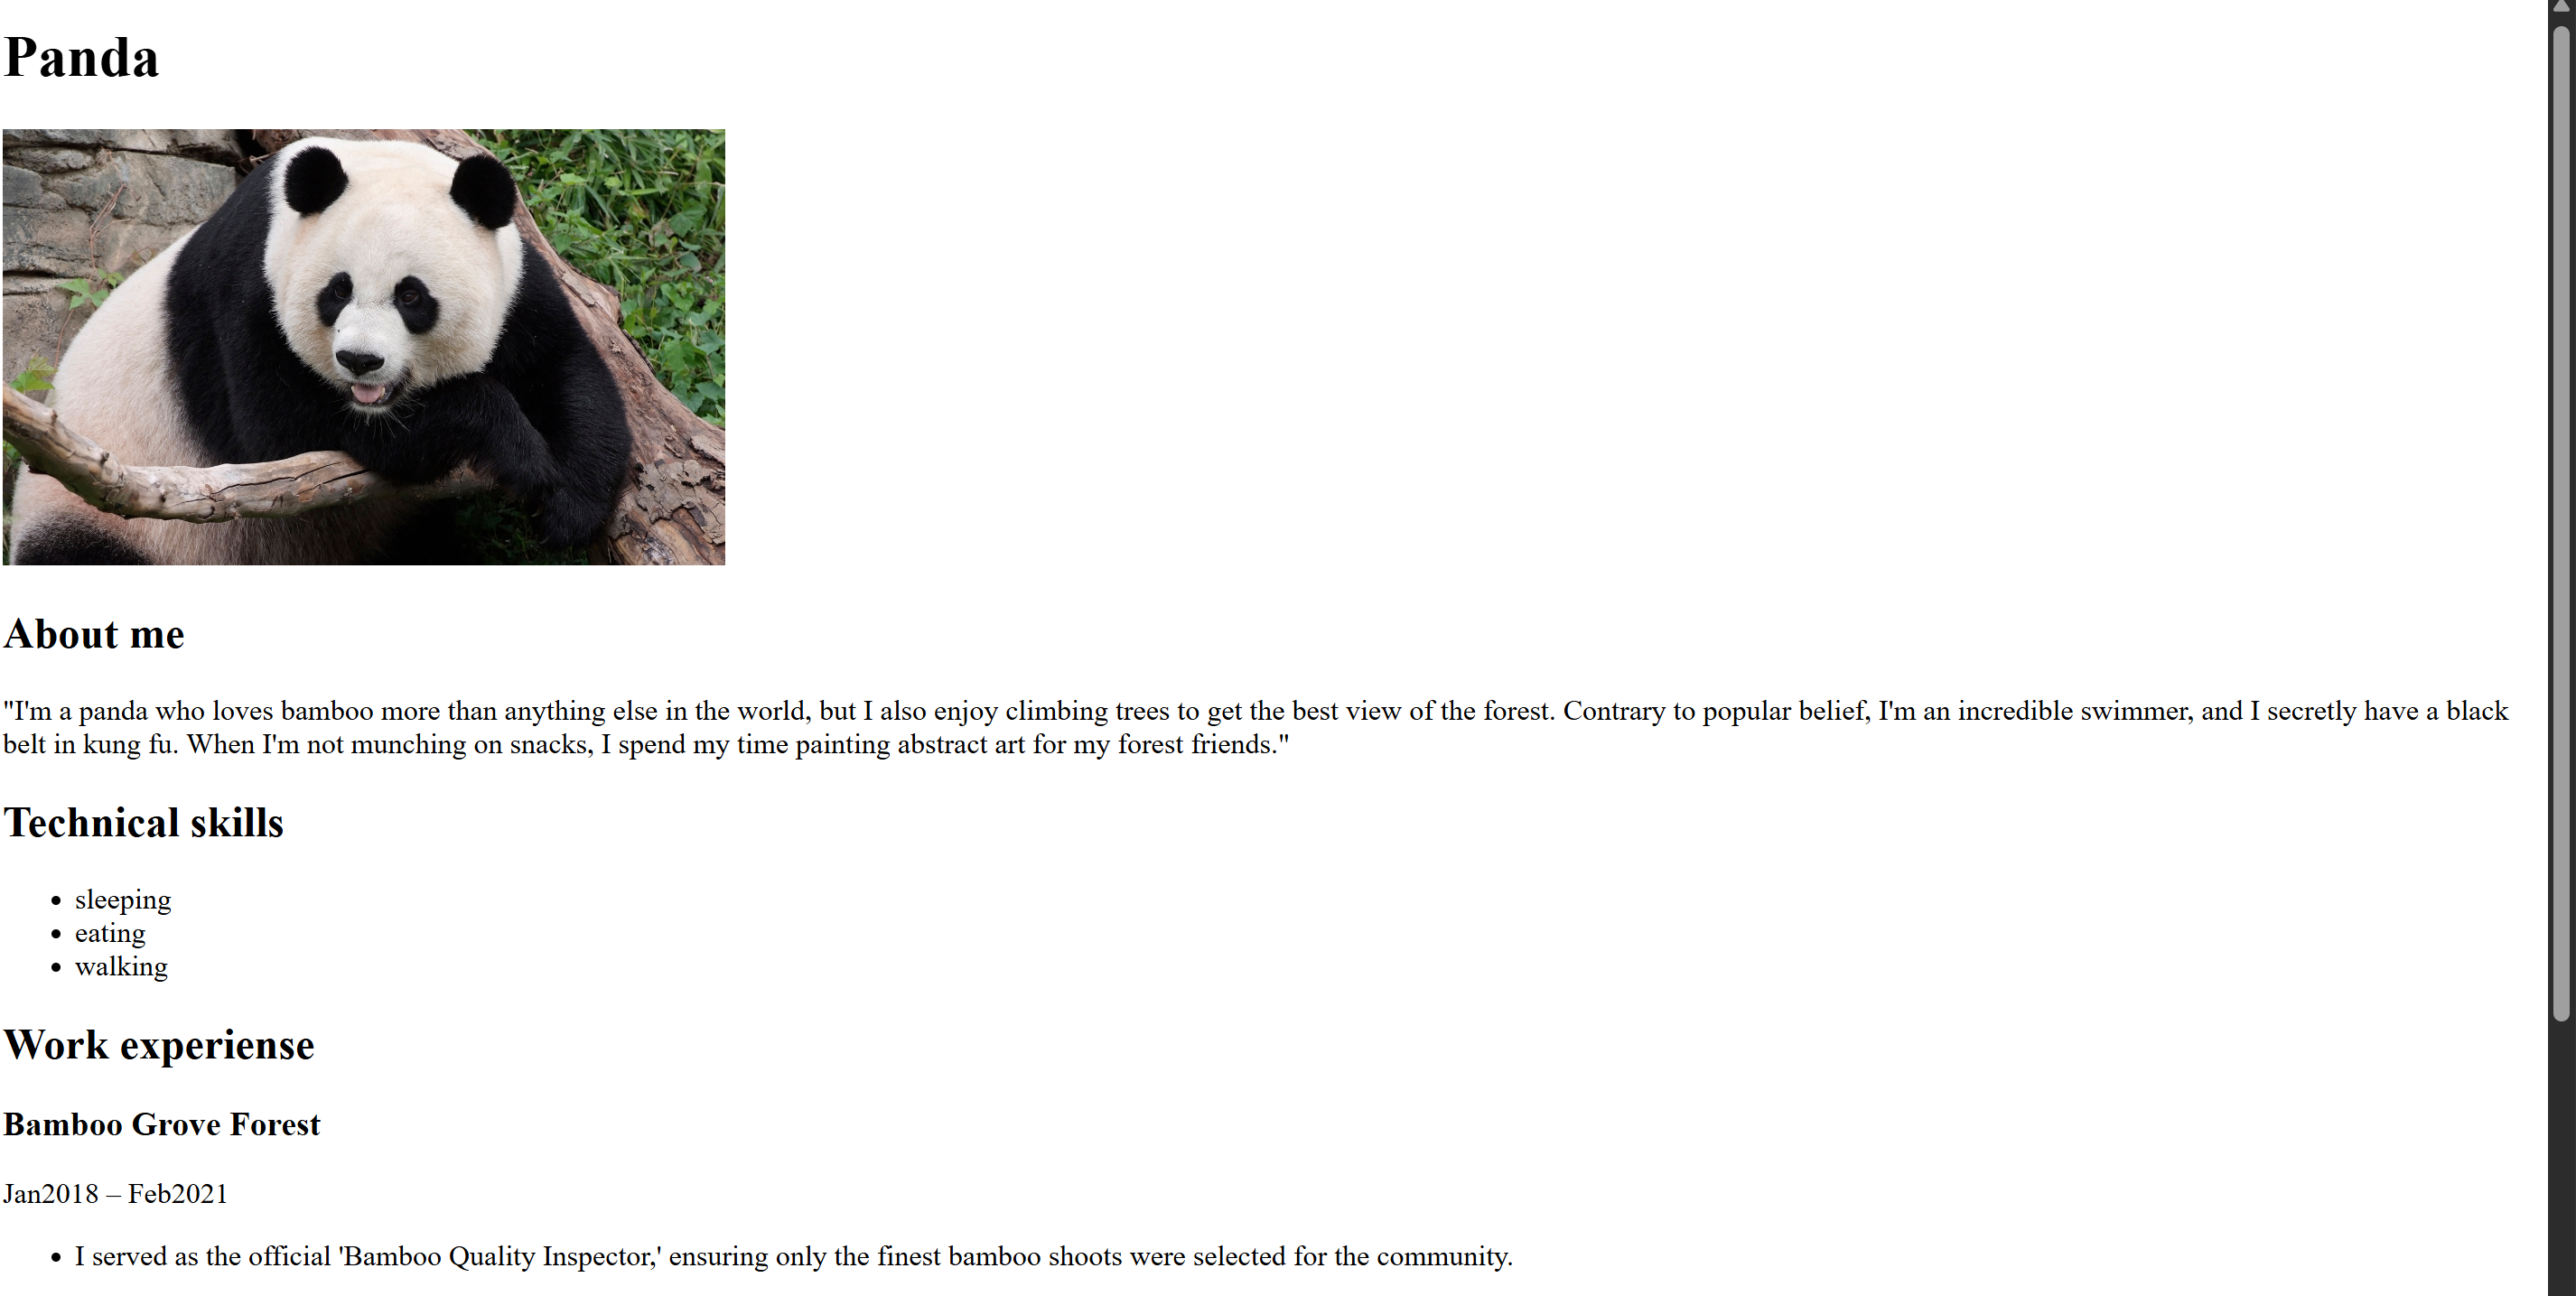 Panda
About me
"I'm a panda who loves bamboo more than anything else in the world, but I also enjoy climbing trees to get the best view of the forest. Contrary to popular belief, I'm an incredible swimmer, and I secretly have a black
belt in kung fu. When I'm not munching on snacks, I spend my time painting abstract art for my forest friends."
Technical skills
• sleeping
• eating
• walking
Work experiense
Bamboo Grove Forest
Jan2018 – Feb2021
• I served as the official 'Bamboo Quality Inspector,' ensuring only the finest bamboo shoots were selected for the community.